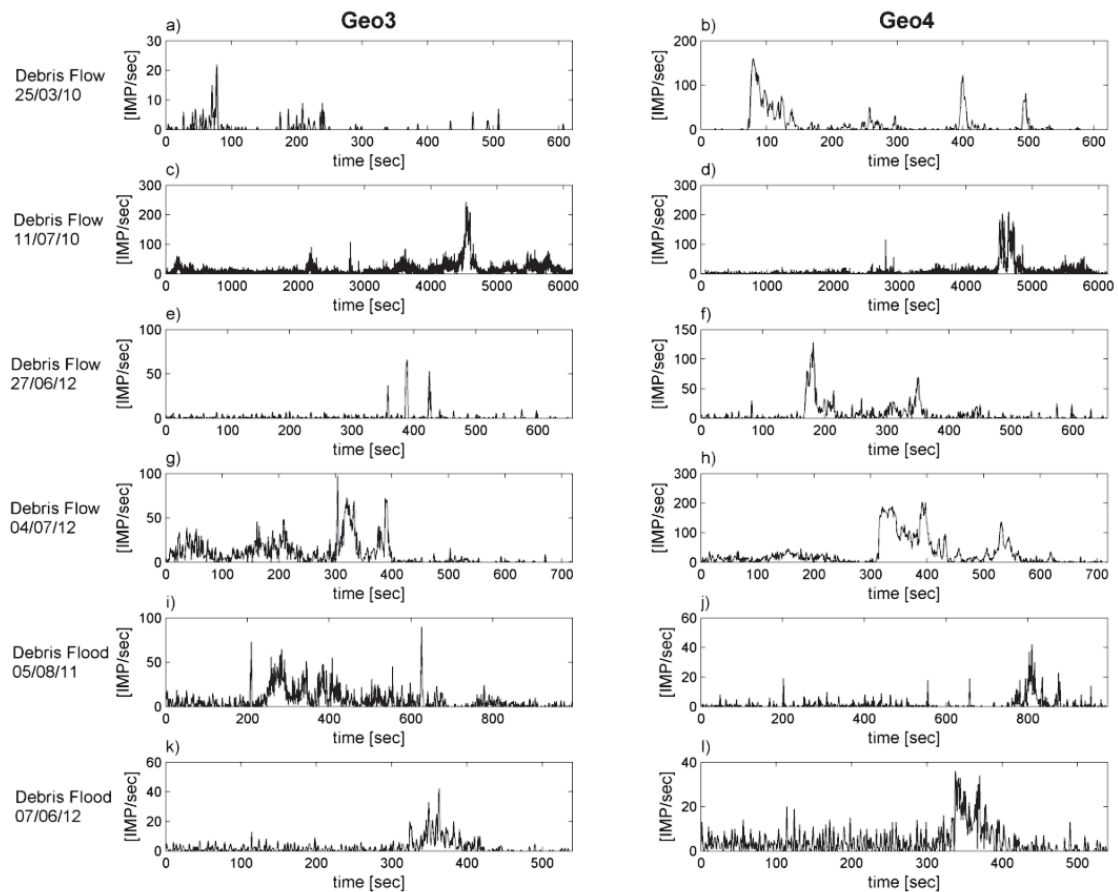 Geo3 Geo4
a) b)
Debris Flow
25/03/10
[IMP/sec] 30 20 10 0
0 100 200 300 400 500 600
time [sec]
[IMP/sec] 200 100 0
0 100 200 300 400 500 600
time [sec]
c) d)
Debris Flow
11/07/10
[IMP/sec] 300 200 100 0
0 1000 2000 3000 4000 5000 6000
time [sec]
[IMP/sec] 300 200 100 0
0 1000 2000 3000 4000 5000 6000
time [sec]
e) f)
Debris Flow
27/06/12
[IMP/sec] 100 50 0
0 100 200 300 400 500 600
time [sec]
[IMP/sec] 150 100 50 0
0 100 200 300 400 500 600
time [sec]
g) h)
Debris Flow
04/07/12
[IMP/sec] 100 50 0
0 100 200 300 400 500 600 700
time [sec]
[IMP/sec] 300 200 100 0
0 100 200 300 400 500 600 700
time [sec]
i) j)
Debris Flood
05/08/11
[IMP/sec] 100 50 0
0 200 400 600 800
time [sec]
[IMP/sec] 60 40 20 0
0 200 400 600 800
time [sec]
k) l)
Debris Flood
07/06/12
[IMP/sec] 60 40 20 0
0 100 200 300 400 500
time [sec]
[IMP/sec] 40 20 0
0 100 200 300 400 500
time [sec]